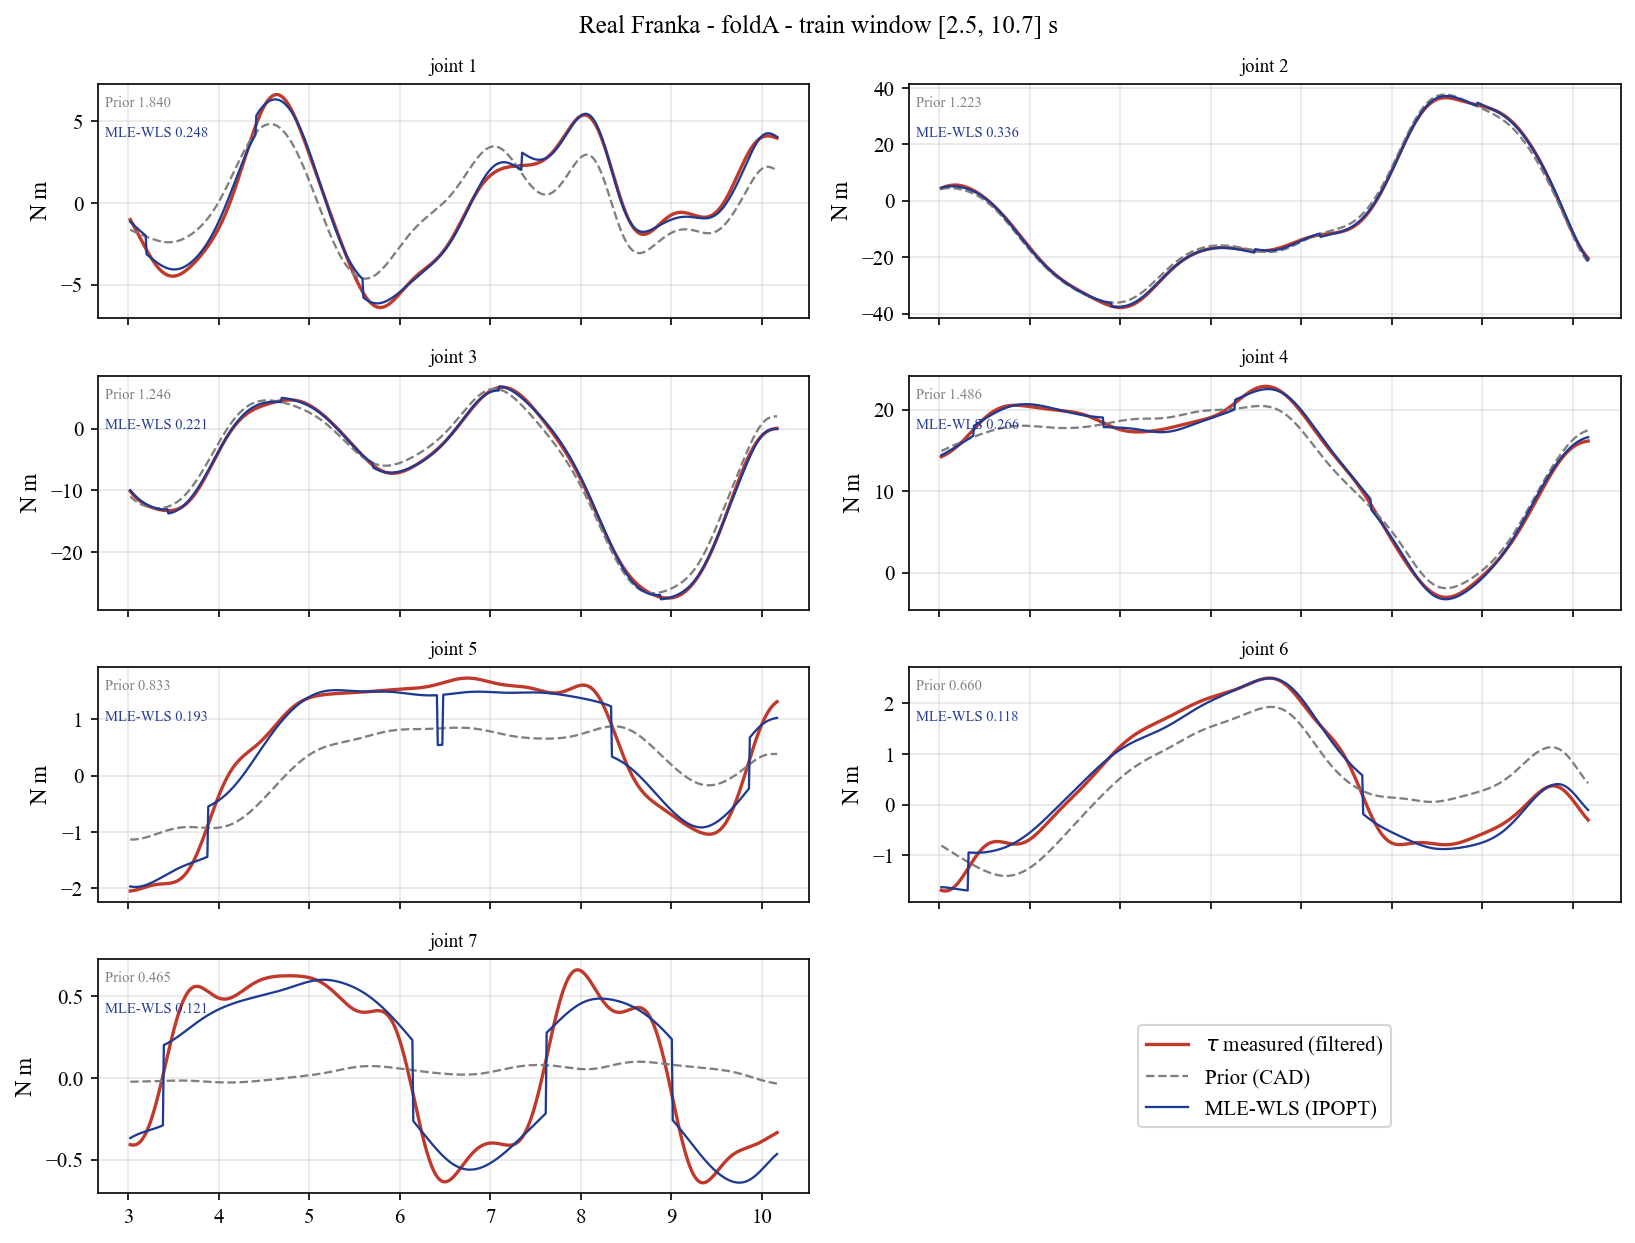 Real Franka - foldA - train window [2.5, 10.7] s
joint 1
Prior 1.840
MLE-WLS 0.248
N m
5
0
−5
joint 2
Prior 1.223
MLE-WLS 0.336
N m
40
20
0
−20
−40
joint 3
Prior 1.246
MLE-WLS 0.221
N m
0
−10
−20
joint 4
Prior 1.486
MLE-WLS 0.266
N m
20
10
0
joint 5
Prior 0.833
MLE-WLS 0.193
N m
1
0
−1
−2
joint 6
Prior 0.660
MLE-WLS 0.118
N m
2
1
0
−1
joint 7
Prior 0.465
MLE-WLS 0.121
N m
0.5
0.0
−0.5
3 4 5 6 7 8 9 10
τ measured (filtered)
Prior (CAD)
MLE-WLS (IPOPT)